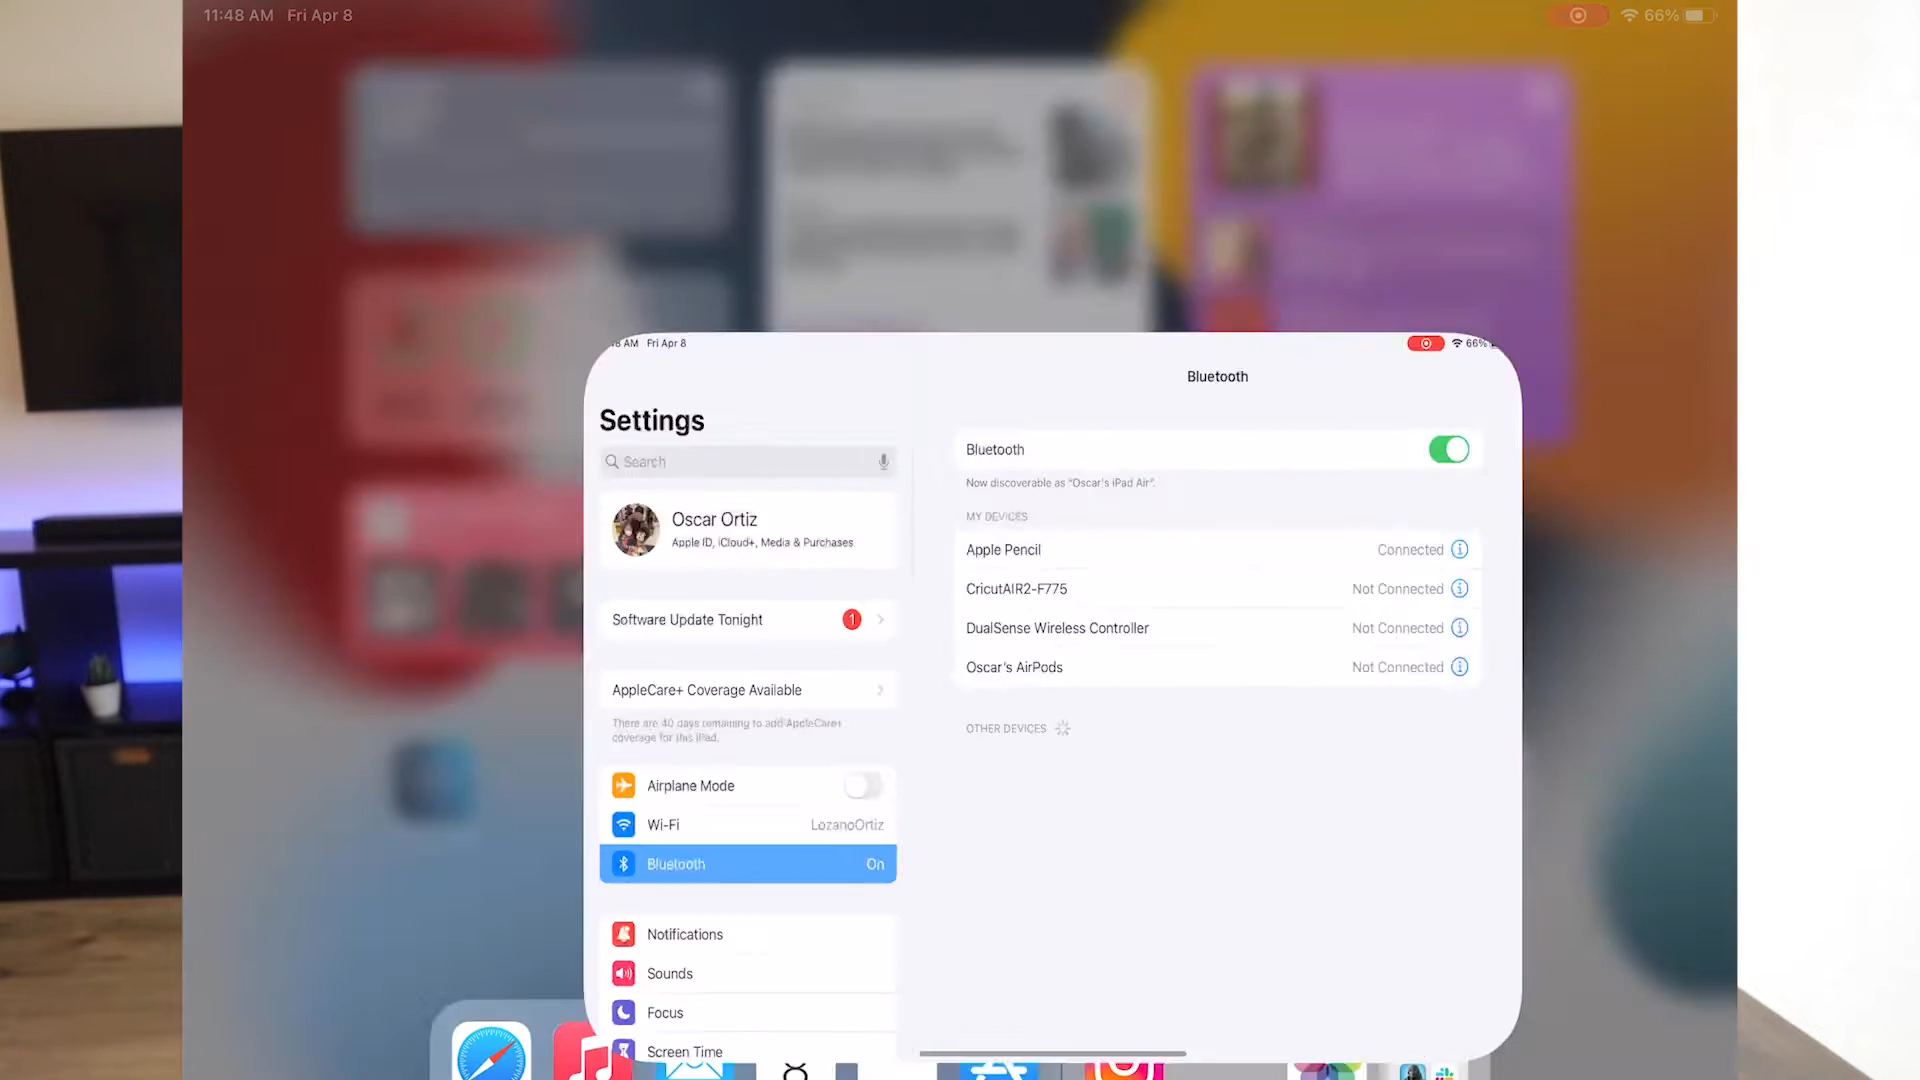 11:48 AM Fri Apr 8
66%
8 AM Fri Apr 8
66%
Bluetooth
Settings
Search
Bluetooth
Now discoverable as “Oscar's iPad Air”.
Oscar Ortiz
Apple ID, iCloud+, Media & Purchases
MY DEVICES
Apple Pencil Connected
CricutAIR2-F775 Not Connected
Software Update Tonight 1
DualSense Wireless Controller Not Connected
Oscar's AirPods Not Connected
AppleCare+ Coverage Available
There are 40 days remaining to add AppleCare+
coverage for this iPad.
OTHER DEVICES
Airplane Mode
Wi-Fi LozanoOrtiz
Bluetooth On
Notifications
Sounds
Focus
Screen Time